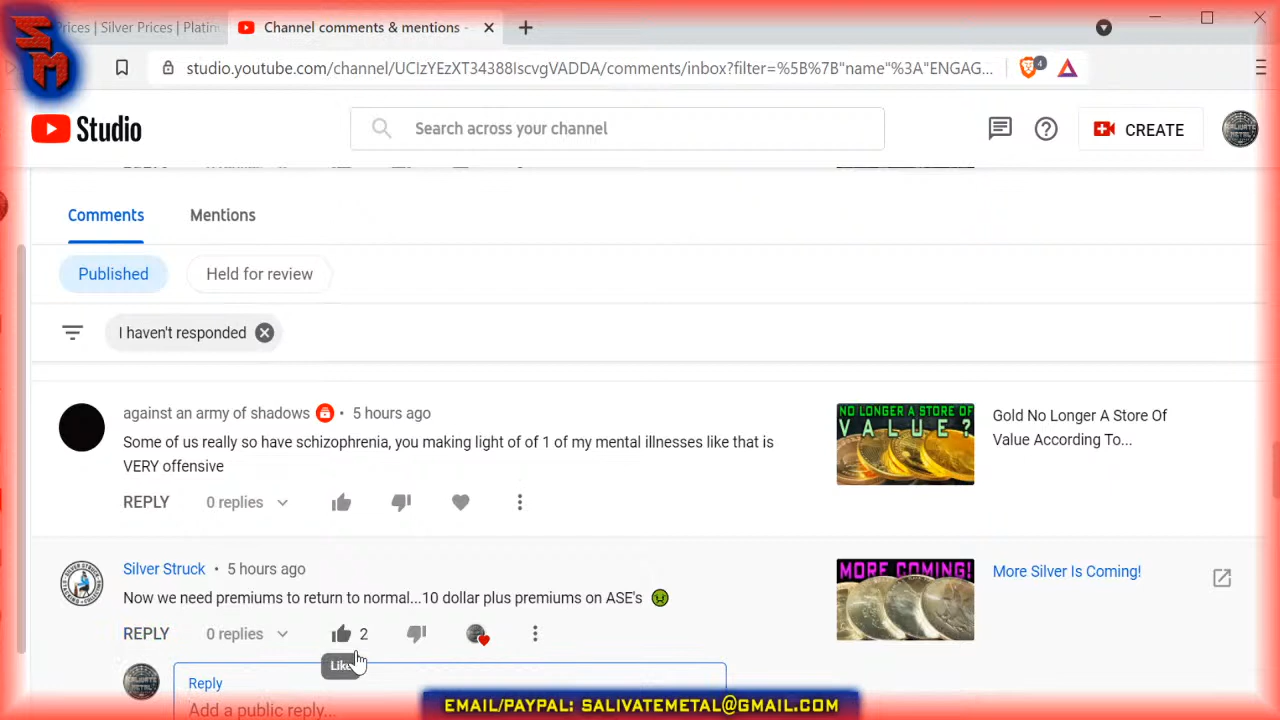 SM
Prices | Silver Prices | Platin
Channel comments & mentions -
studio.youtube.com/channel/UCIzYEzXT34388IscvgVADDA/comments/inbox?filter=%5B%7B"name"%3A"ENGAG...
4
Studio
Search across your channel
CREATE
Comments
Mentions
Published
Held for review
I haven't responded
against an army of shadows • 5 hours ago
Some of us really so have schizophrenia, you making light of of 1 of my mental illnesses like that is
VERY offensive
REPLY
0 replies
NO LONGER A STORE OF
VALUE?
Gold No Longer A Store Of
Value According To...
Silver Struck • 5 hours ago
Now we need premiums to return to normal...10 dollar plus premiums on ASE's 🤢
REPLY
0 replies
2
MORE COMING!
More Silver Is Coming!
Like
Reply
Add a public reply...
EMAIL/PAYPAL: SALIVATEMETAL@GMAIL.COM